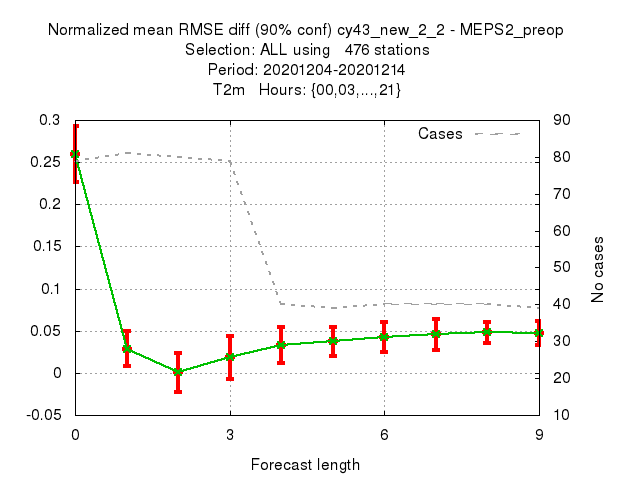 Normalized mean RMSE diff (90% conf) cy43_new_2_2 - MEPS2_preop
Selection: ALL using 476 stations
Period: 20201204-20201214
T2m Hours: {00,03,...,21}
Cases
0.3
0.25
0.2
0.15
0.1
0.05
0
-0.05
90
80
70
60
50
40
30
20
10
No cases
0 3 6 9
Forecast length